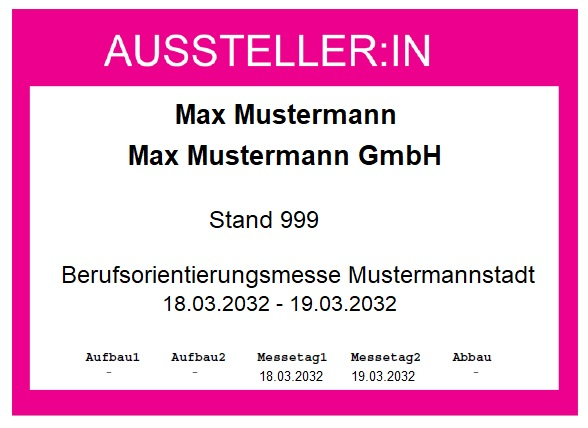 AUSSTELLER:IN
Max Mustermann
Max Mustermann GmbH
Stand 999
Berufsorientierungsmesse Mustermannstadt
18.03.2032 - 19.03.2032
Aufbau1 Aufbau2 Messetag1 Messetag2 Abbau
- - 18.03.2032 19.03.2032 -